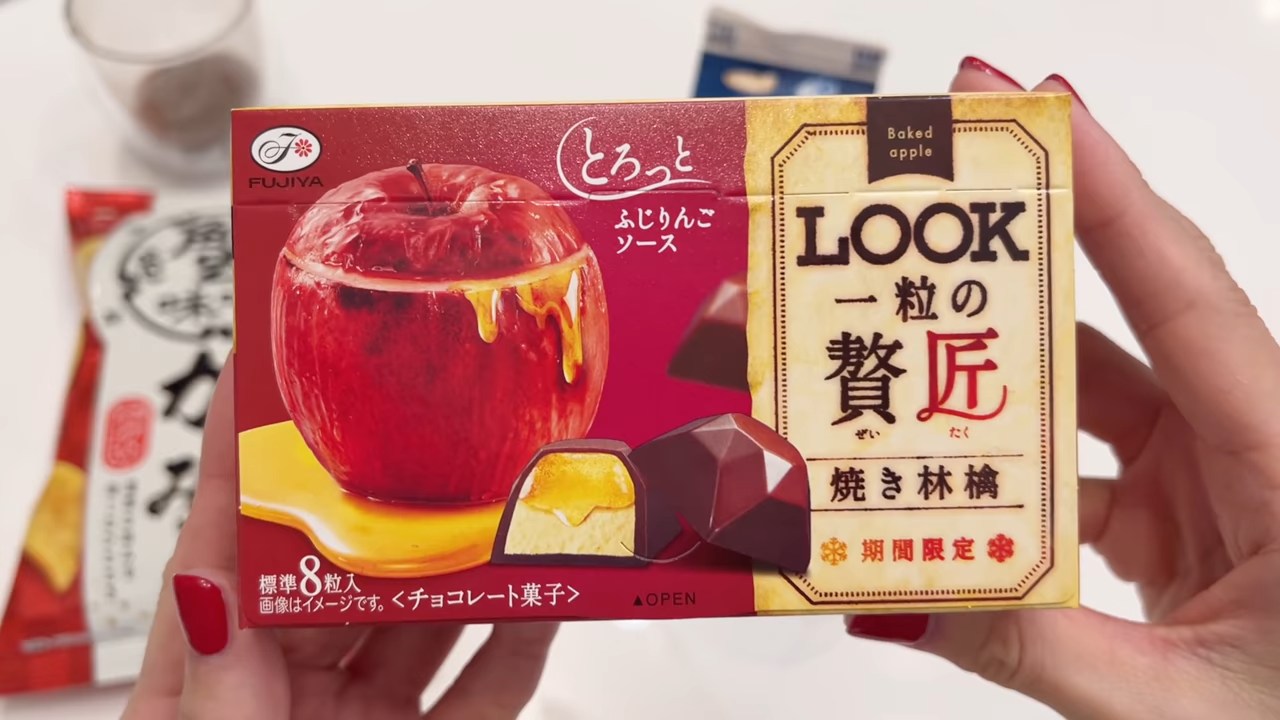 FUJIYA
とろっと
ふじりんご
ソース
標準8粒入
画像はイメージです。<チョコレート菓子>
▲OPEN
Baked
apple
LOOK
一粒の
贅匠
ぜい たく
焼き林檎
期間限定